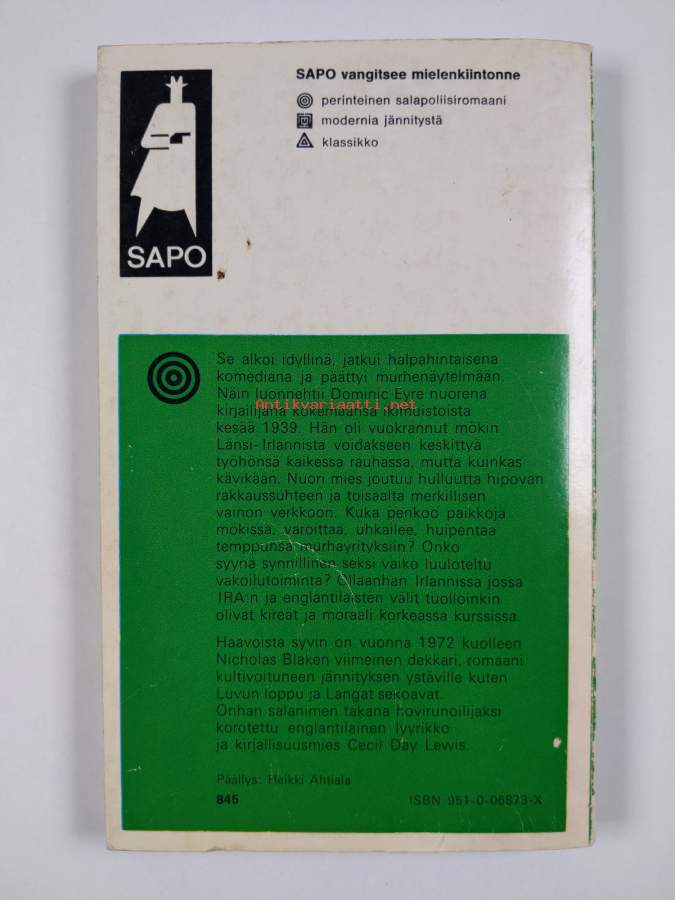 SAPO vangitsee mielenkiintonne
perinteinen salapoliisiromaani
modernia jännitystä
klassikko
SAPO
Se alkoi idyllinä, jatkui halpahintaisena
komediana ja päättyi murhenäytelmään.
Näin luonnehtii Dominic Eyre nuorena
Antikvariaatti.net
kirjailijana kokemaansa ikimuistoista
kesää 1939. Hän oli vuokrannut mökin
Länsi-Irlannista voidakseen keskittyä
työhönsä kaikessa rauhassa, mutta kuinkas
kävikään. Nuori mies joutuu hulluutta hipovan
rakkaussuhteen ja toisaalta merkillisen
vainon verkkoon. Kuka penkoo paikkoja
mökissä, varoittaa, uhkailee, huipentaa
temppunsa murhayrityksiin? Onko
syynä synnillinen seksi vaiko luuloteltu
vakoilutoiminta? Ollaanhan Irlannissa jossa
IRA:n ja englantilaisten välit tuolloinkin
olivat kireät ja moraali korkeassa kurssissa.
Haavoista syvin on vuonna 1972 kuolleen
Nicholas Blaken viimeinen dekkari, romaani
kultivoituneen jännityksen ystäville kuten
Luvun loppu ja Langat sekoavat.
Onhan salanimen takana hovirunoilijaksi
korotettu englantilainen lyyrikko
ja kirjallisuusmies Cecil Day Lewis.
Päällys: Heikki Ahtiala
845 ISBN 951-0-06873-X